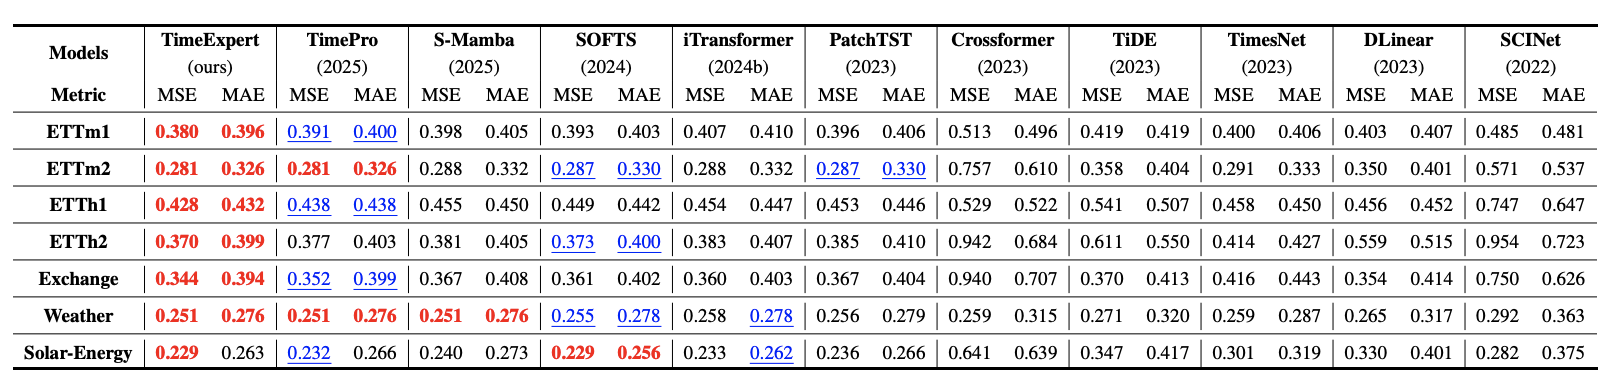 Models TimeExpert TimePro S-Mamba SOFTS iTransformer PatchTST Crossformer TiDE TimesNet DLinear SCINet
(ours) (2025) (2025) (2024) (2024b) (2023) (2023) (2023) (2023) (2023) (2022)
Metric MSE MAE MSE MAE MSE MAE MSE MAE MSE MAE MSE MAE MSE MAE MSE MAE MSE MAE MSE MAE MSE MAE
ETTm1 0.380 0.396 0.391 0.400 0.398 0.405 0.393 0.403 0.407 0.410 0.396 0.406 0.513 0.496 0.419 0.419 0.400 0.406 0.403 0.407 0.485 0.481
ETTm2 0.281 0.326 0.281 0.326 0.288 0.332 0.287 0.330 0.288 0.332 0.287 0.330 0.757 0.610 0.358 0.404 0.291 0.333 0.350 0.401 0.571 0.537
ETTh1 0.428 0.432 0.438 0.438 0.455 0.450 0.449 0.442 0.454 0.447 0.453 0.446 0.529 0.522 0.541 0.507 0.458 0.450 0.456 0.452 0.747 0.647
ETTh2 0.370 0.399 0.377 0.403 0.381 0.405 0.373 0.400 0.383 0.407 0.385 0.410 0.942 0.684 0.611 0.550 0.414 0.427 0.559 0.515 0.954 0.723
Exchange 0.344 0.394 0.352 0.399 0.367 0.408 0.361 0.402 0.360 0.403 0.367 0.404 0.940 0.707 0.370 0.413 0.416 0.443 0.354 0.414 0.750 0.626
Weather 0.251 0.276 0.251 0.276 0.251 0.276 0.255 0.278 0.258 0.278 0.256 0.279 0.259 0.315 0.271 0.320 0.259 0.287 0.265 0.317 0.292 0.363
Solar-Energy 0.229 0.263 0.232 0.266 0.240 0.273 0.229 0.256 0.233 0.262 0.236 0.266 0.641 0.639 0.347 0.417 0.301 0.319 0.330 0.401 0.282 0.375